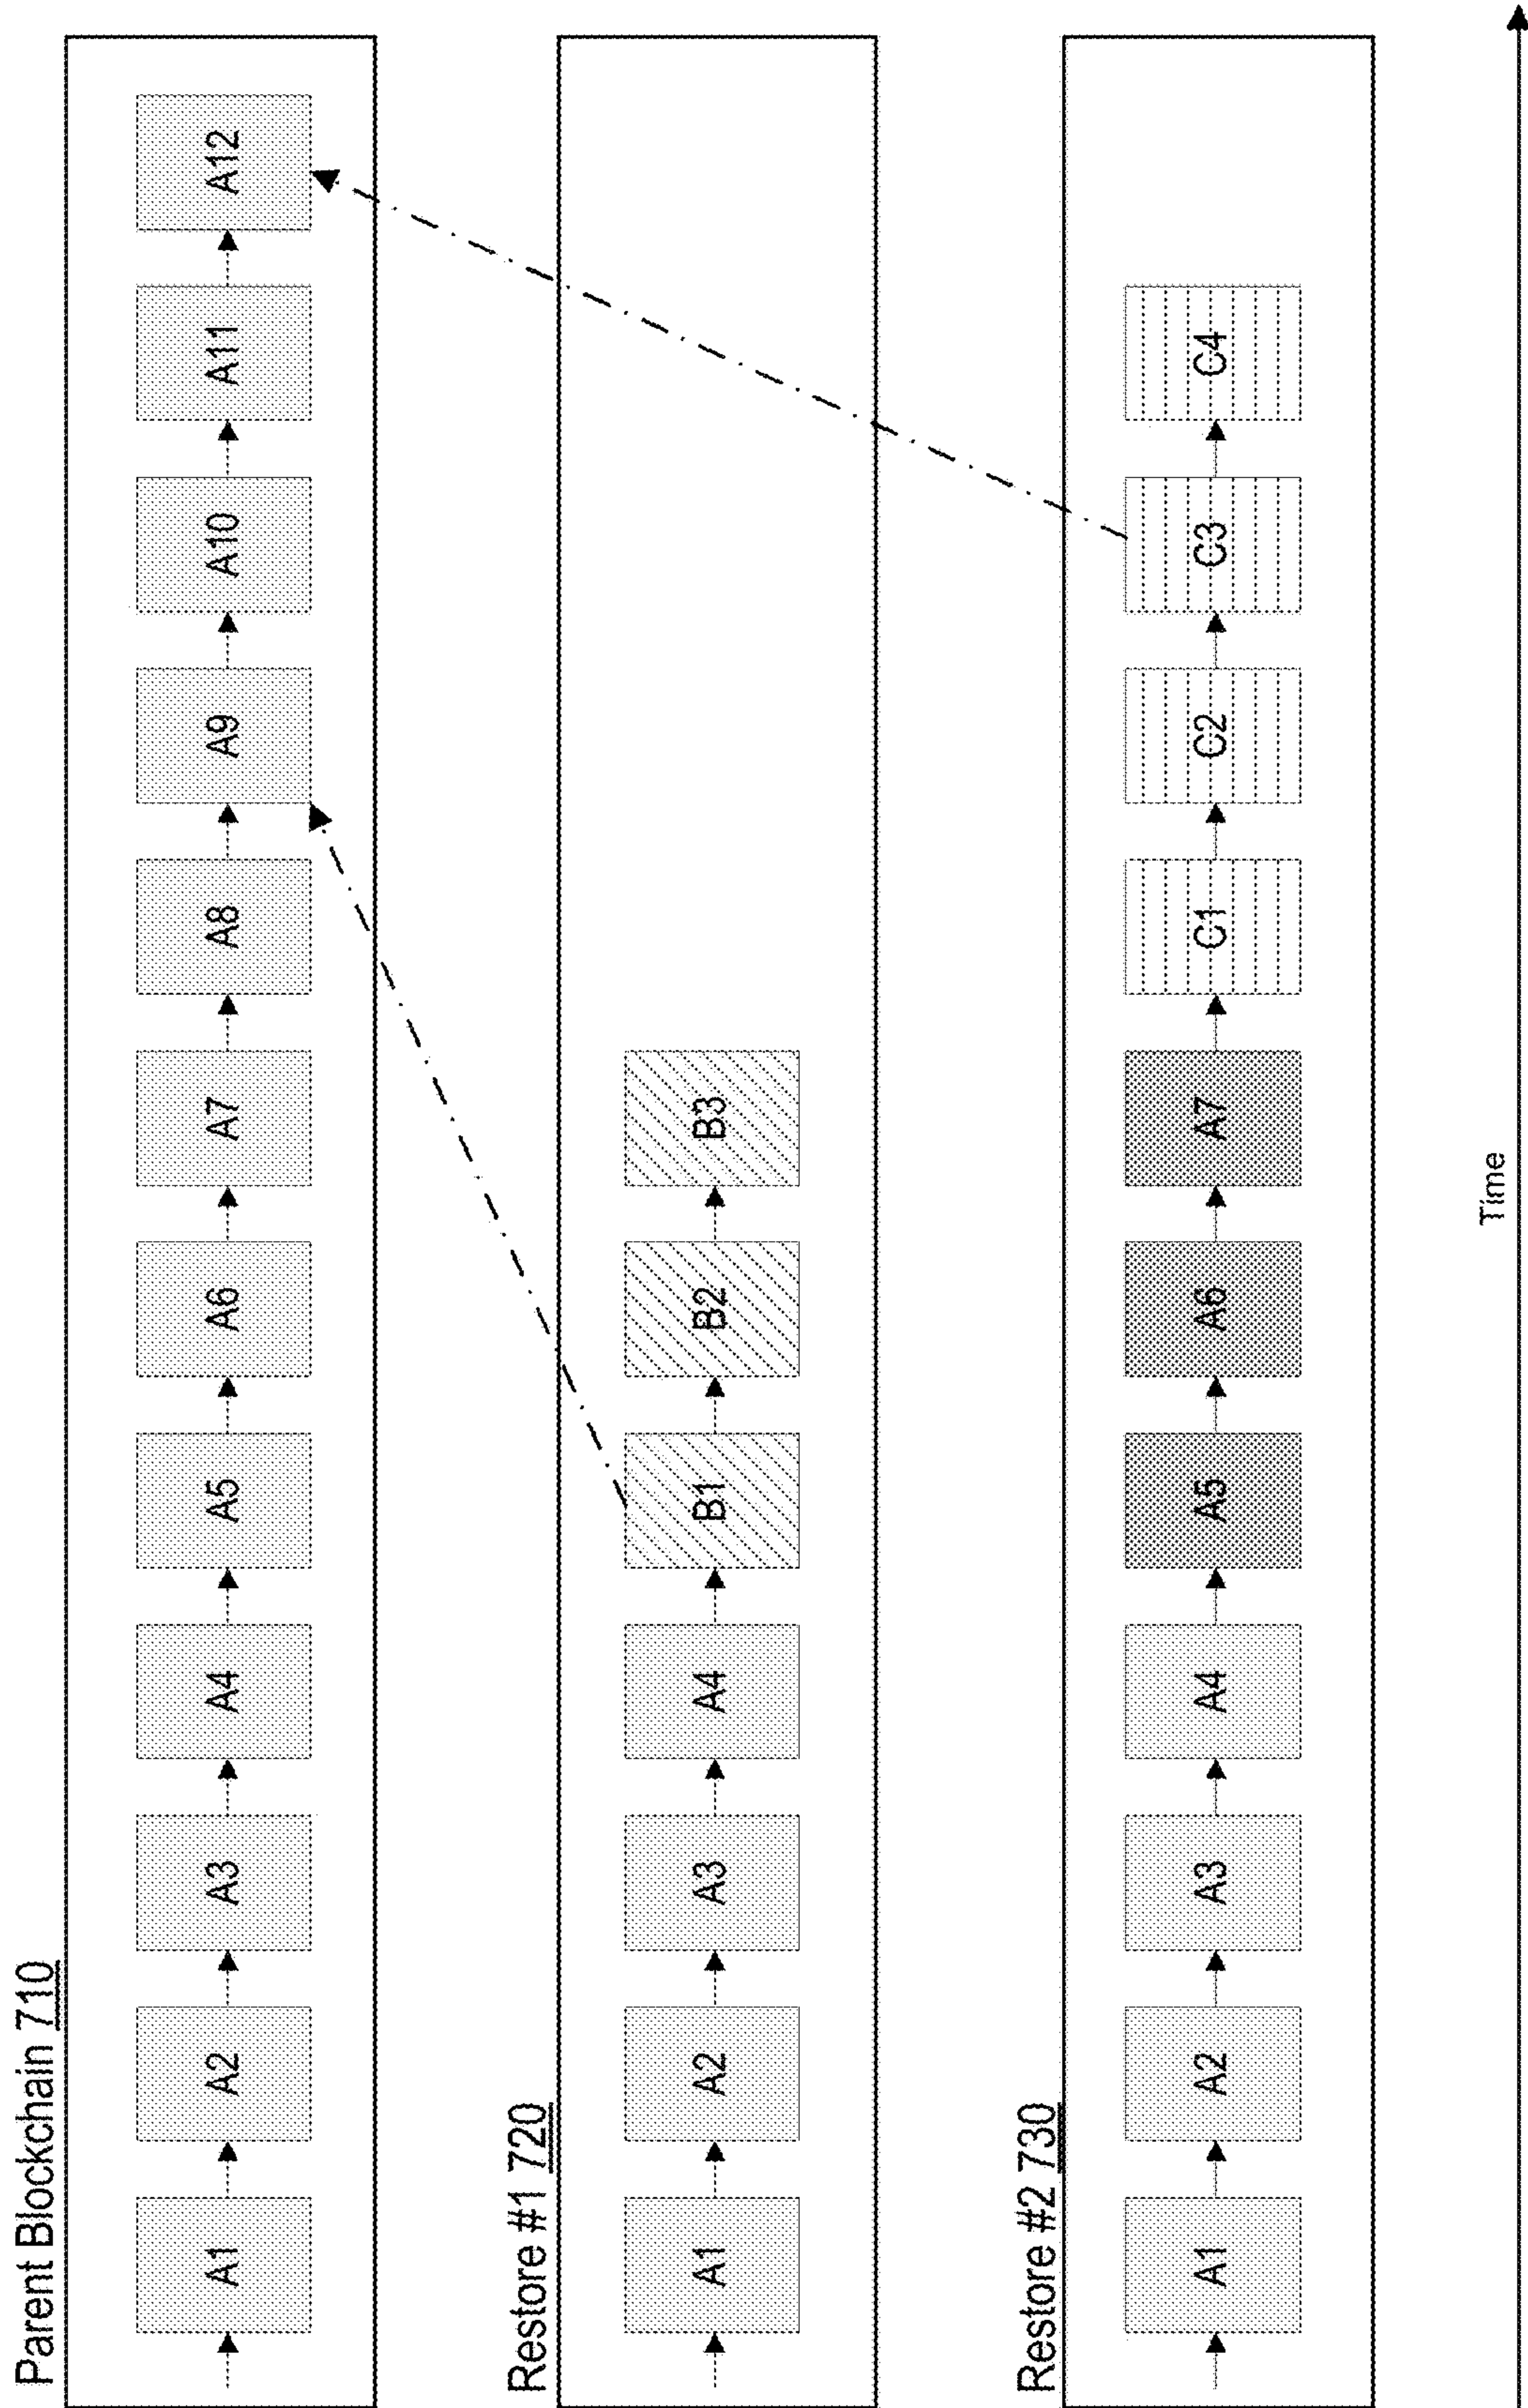 Parent Blockchain 710
A1 A2 A3 A4 A5 A6 A7 A8 A9 A10 A11 A12
Restore #1 720
A1 A2 A3 A4 B1 B2 B3
Restore #2 730
A1 A2 A3 A4 A5 A6 A7 C1 C2 C3 C4
Time